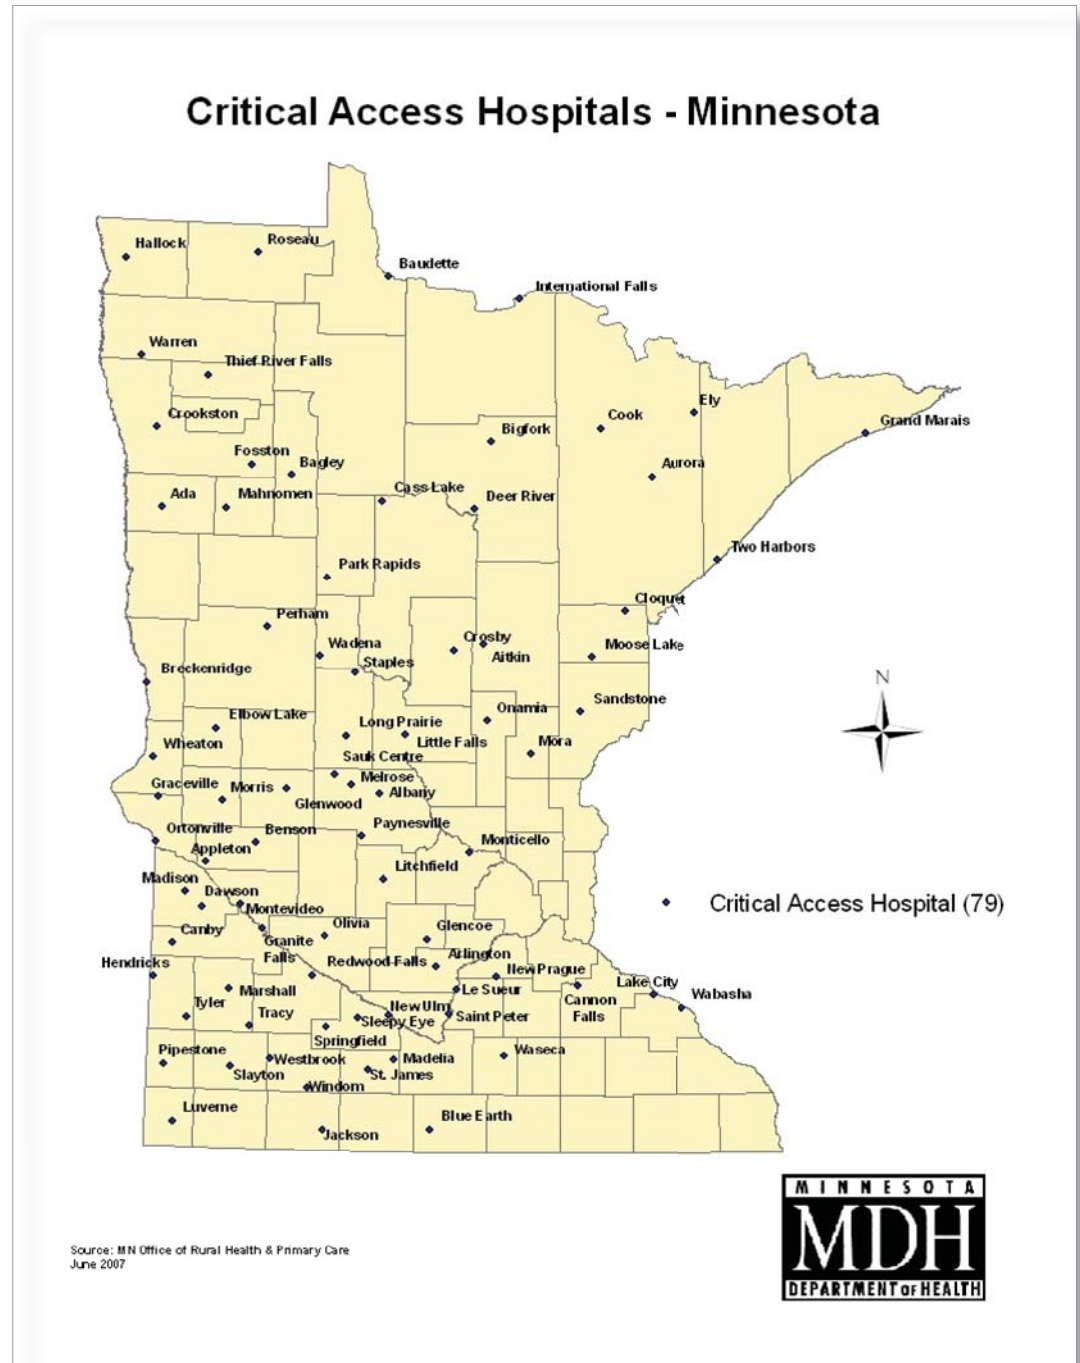 Critical Access Hospitals - Minnesota
Hallock
Roseau
Baudette
International Falls
Warren
Thief River Falls
Crookston
Ely
Cook
Grand Marais
Bigfork
Fosston
Bagley
Aurora
Ada
Mahnomen
Cass Lake
Deer River
Two Harbors
Park Rapids
Cloquet
Perham
Wadena
Crosby
Moose Lake
Staples
Aitkin
Breckenridge
N
Sandstone
Elbow Lake
Onamia
Long Prairie
Wheaton
Little Falls
Mora
Sauk Centre
Graceville
Morris
Melrose
Glenwood
Albany
Ortonville
Benson
Paynesville
Appleton
Monticello
Litchfield
Madison
Dawson
Montevideo
Critical Access Hospital (79)
Canby
Olivia
Glencoe
Granite
Falls
Hendricks
Redwood Falls
Arlington
New Prague
Lake City
Marshall
Le Sueur
Wabasha
Tyler
Tracy
New Ulm
Cannon
Falls
Sleepy Eye
Saint Peter
Springfield
Pipestone
Westbrook
Madelia
Waseca
Slayton
St. James
Windom
Luverne
Blue Earth
Jackson
MINNESOTA
MDH
DEPARTMENT OF HEALTH
Source: MN Office of Rural Health & Primary Care
June 2007